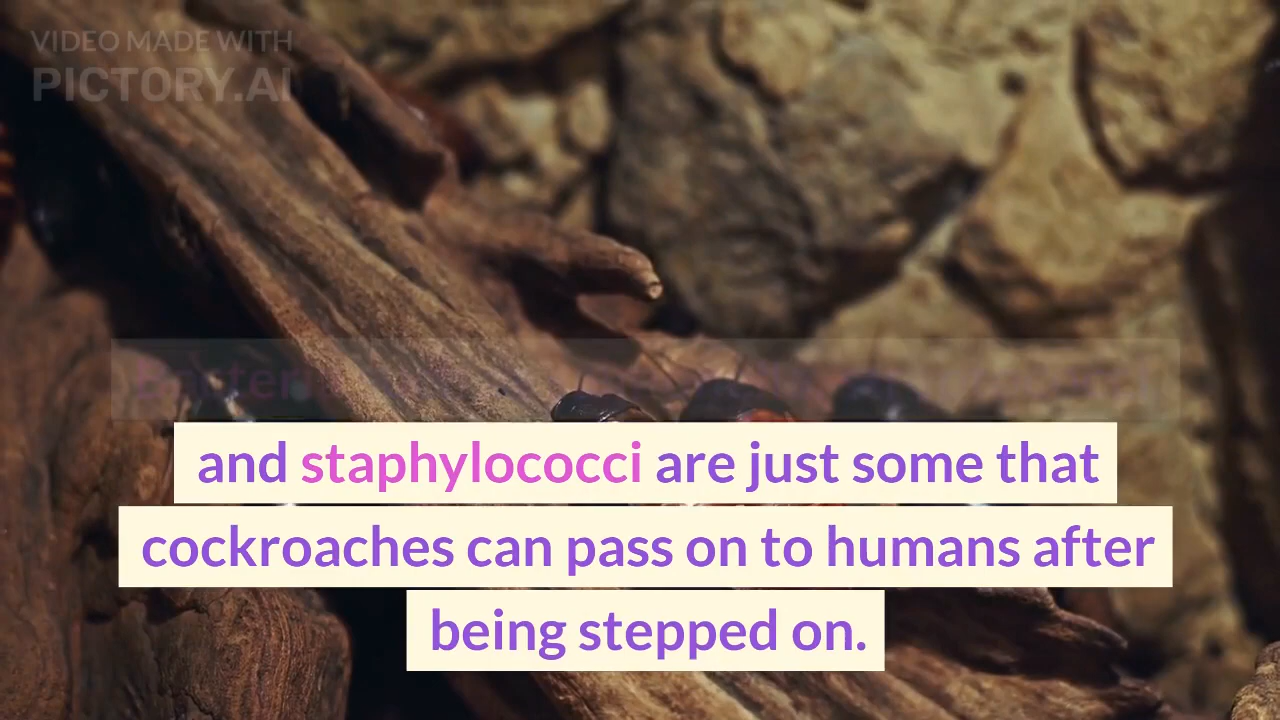 VIDEO MADE WITH
PICTORY.AI
and staphylococci are just some that
cockroaches can pass on to humans after
being stepped on.